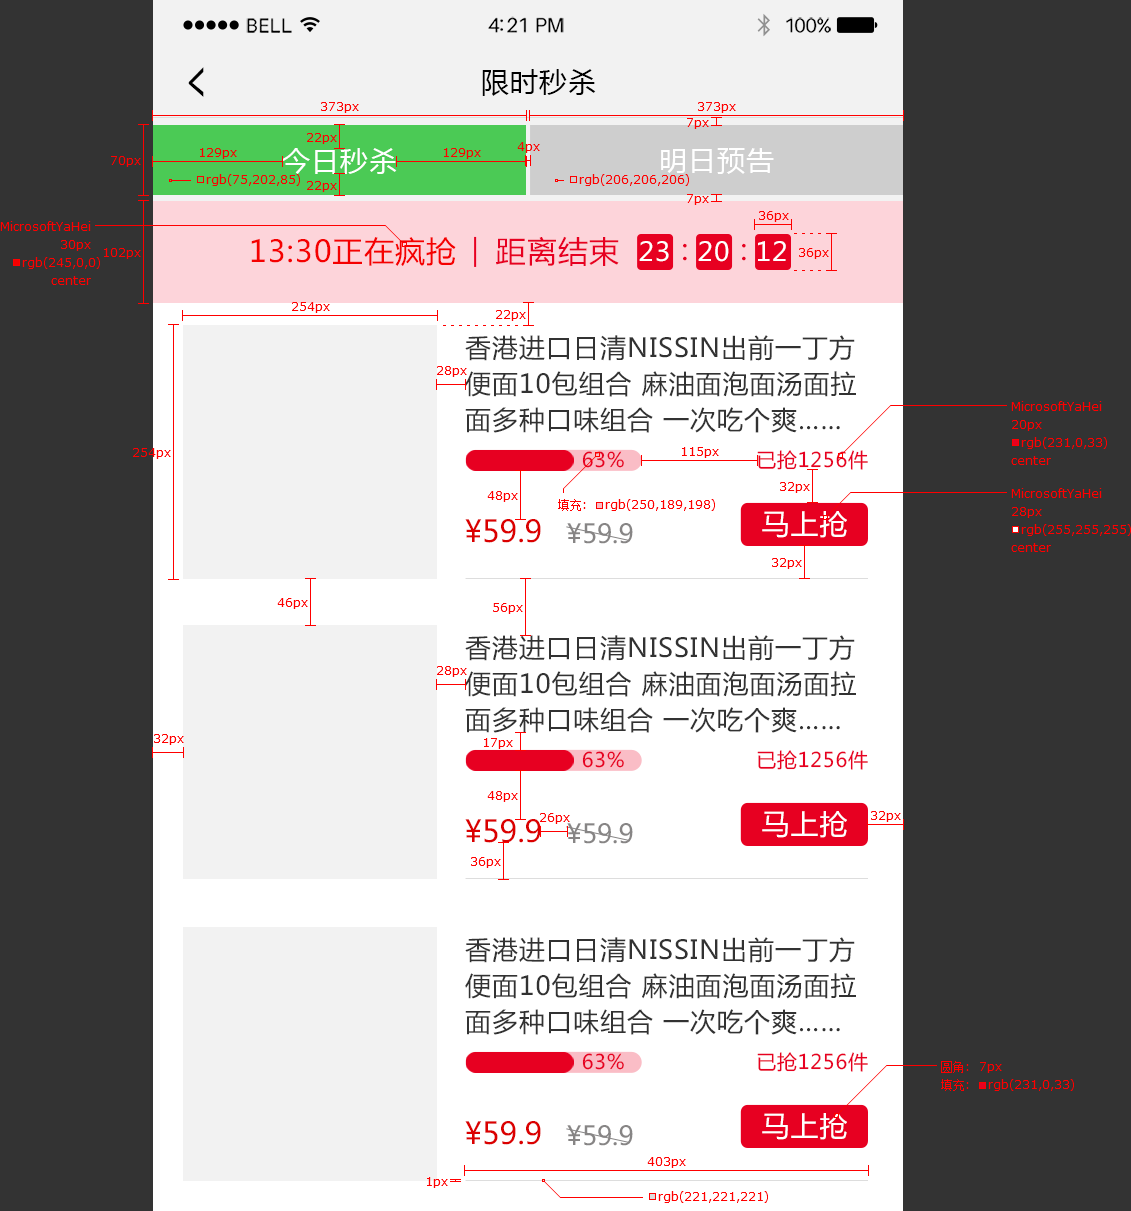 BELL 4:21 PM 100%
限时秒杀
373px 373px
7px
22px
70px 129px 今日秒杀 129px 4px 明日预告
rgb(75,202,85) 22px rgb(206,206,206)
7px
36px
MicrosoftYaHei
30px
rgb(245,0,0)
center
102px 13:30正在疯抢 | 距离结束 23 : 20 : 12 36px
254px 22px
香港进口日清NISSIN出前一丁方
28px 便面10包组合 麻油面泡面汤面拉
面多种口味组合 一次吃个爽……
MicrosoftYaHei
20px
rgb(231,0,33)
center
254px 63% 115px 已抢1256件
48px 32px
填充: rgb(250,189,198)
MicrosoftYaHei
28px
rgb(255,255,255)
center
¥59.9 ¥59.9 马上抢
32px
46px 56px
香港进口日清NISSIN出前一丁方
28px 便面10包组合 麻油面泡面汤面拉
面多种口味组合 一次吃个爽……
32px 17px
63% 已抢1256件
48px
26px
¥59.9 ¥59.9 马上抢 32px
36px
香港进口日清NISSIN出前一丁方
便面10包组合 麻油面泡面汤面拉
面多种口味组合 一次吃个爽……
63% 已抢1256件
圆角: 7px
填充: rgb(231,0,33)
¥59.9 ¥59.9 马上抢
403px
1px
rgb(221,221,221)